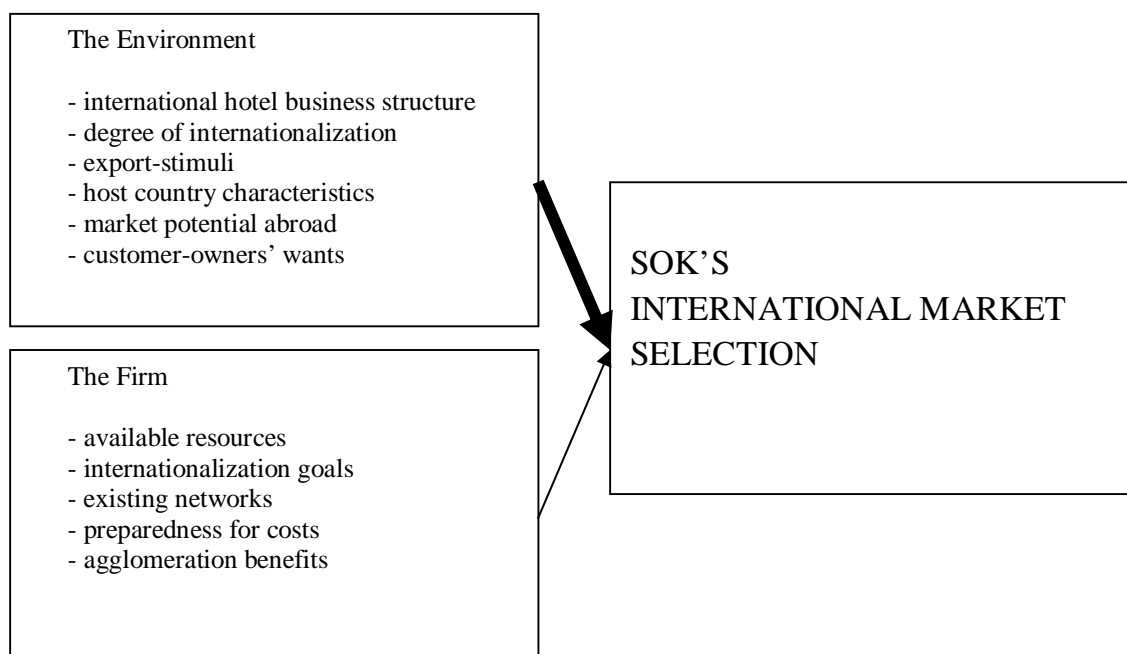 The Environment
- international hotel business structure
- degree of internationalization
- export-stimuli
- host country characteristics
- market potential abroad
- customer-owners’ wants
The Firm
- available resources
- internationalization goals
- existing networks
- preparedness for costs
- agglomeration benefits
SOK’S
INTERNATIONAL MARKET
SELECTION